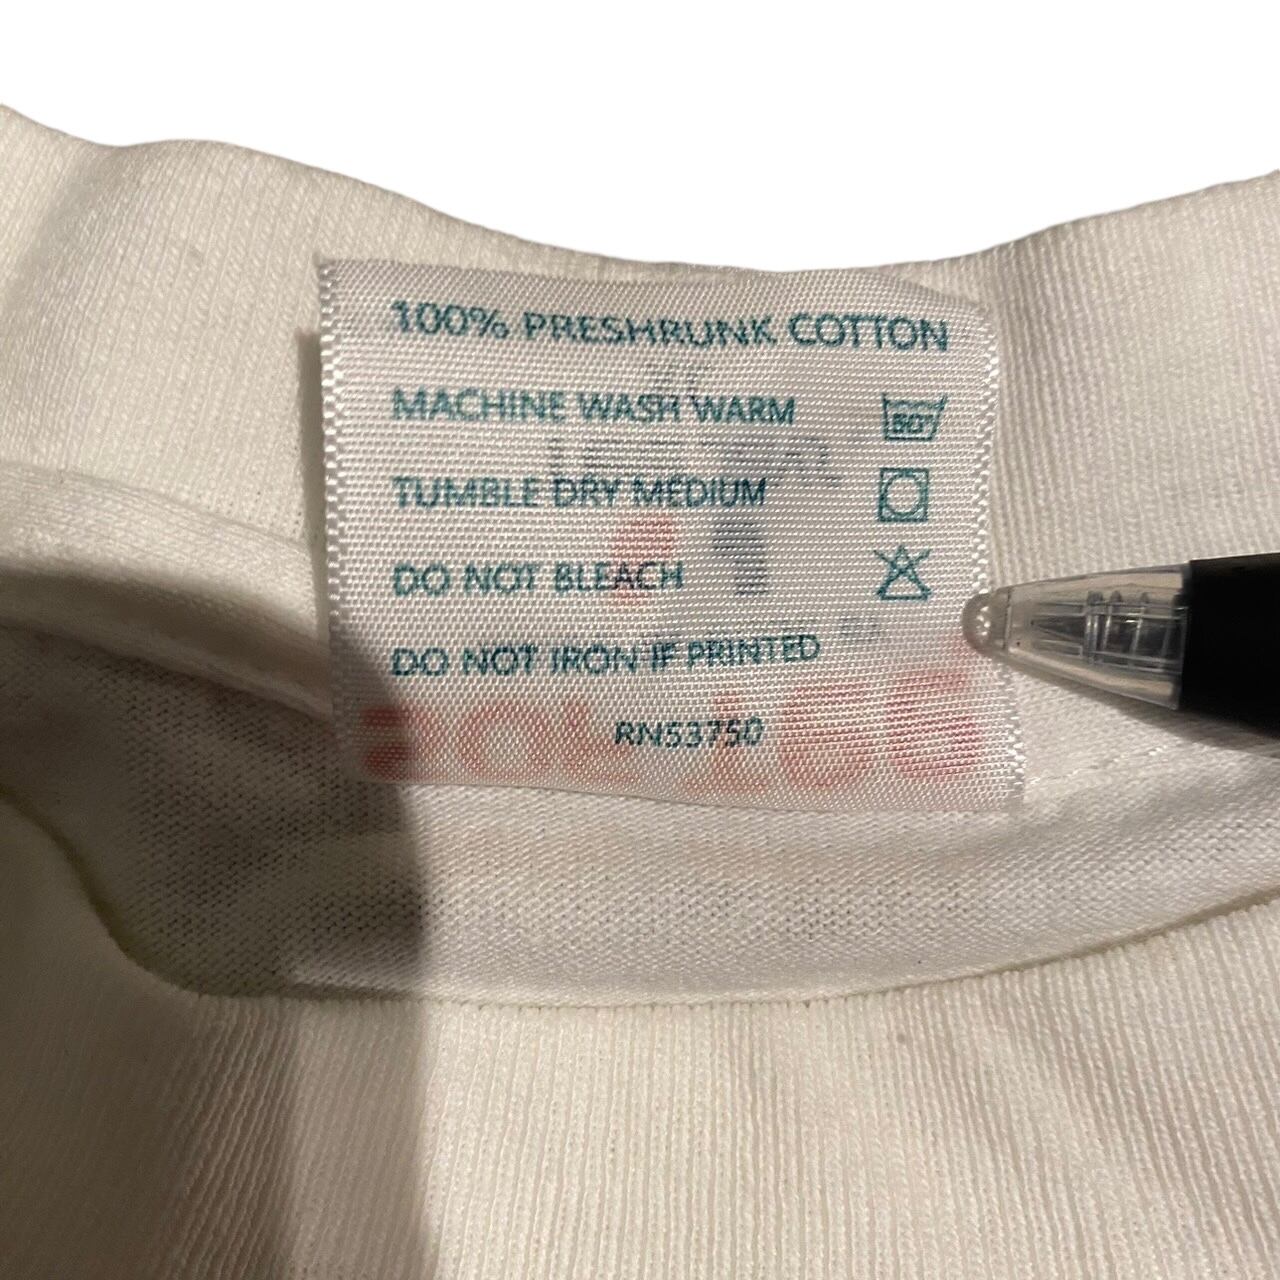 100% PRESHRUNK COTTON
MACHINE WASH WARM
TUMBLE DRY MEDIUM
DO NOT BLEACH
DO NOT IRON IF PRINTED
RN53750